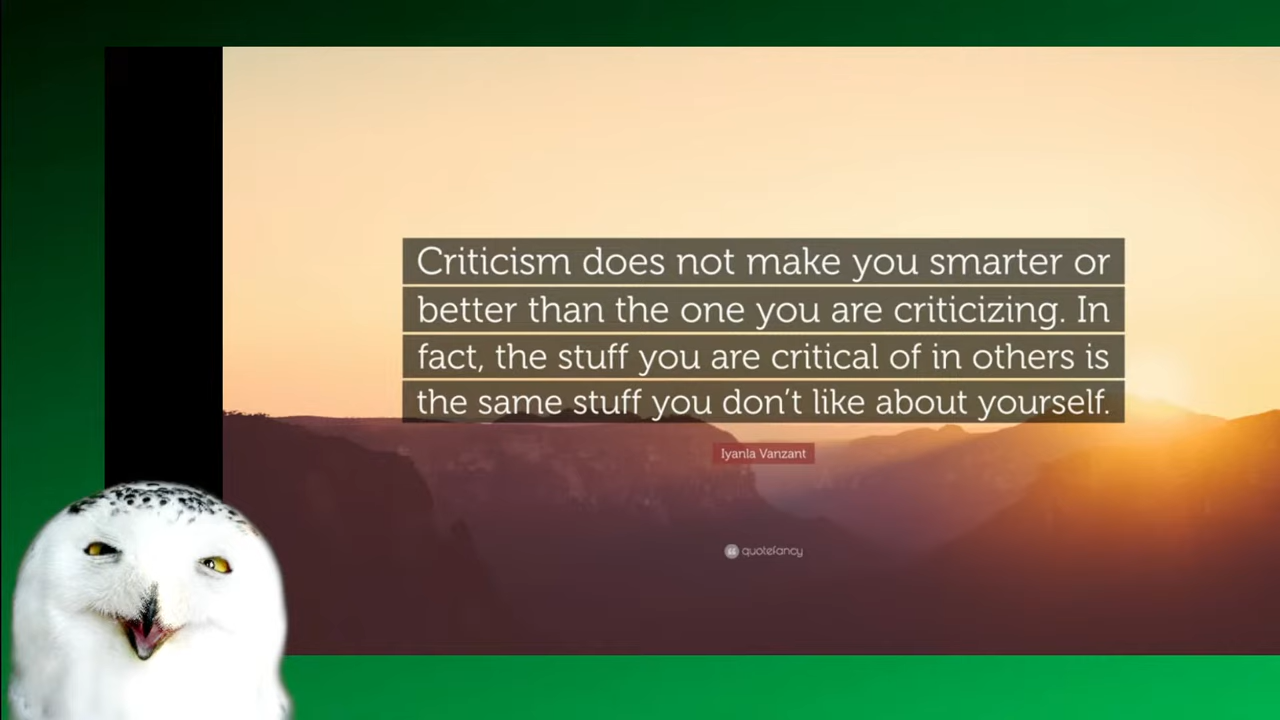 Criticism does not make you smarter or
better than the one you are criticizing. In
fact, the stuff you are critical of in others is
the same stuff you don’t like about yourself.
Iyanla Vanzant
quotefancy